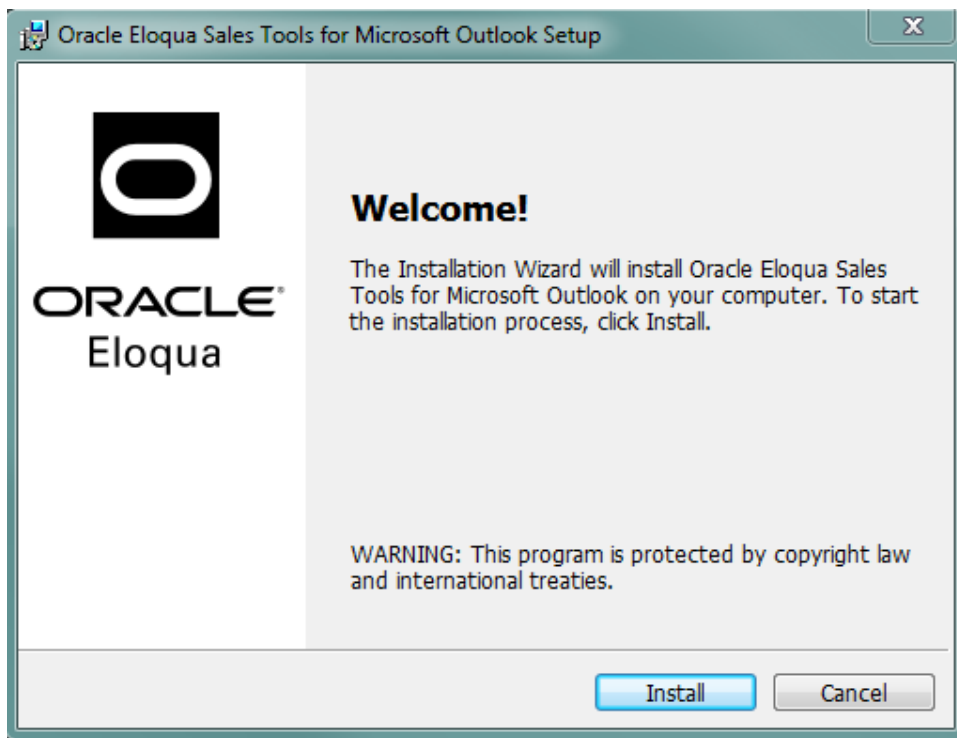 Oracle Eloqua Sales Tools for Microsoft Outlook Setup
ORACLE®
Eloqua
Welcome!
The Installation Wizard will install Oracle Eloqua Sales
Tools for Microsoft Outlook on your computer. To start
the installation process, click Install.
WARNING: This program is protected by copyright law
and international treaties.
Install
Cancel